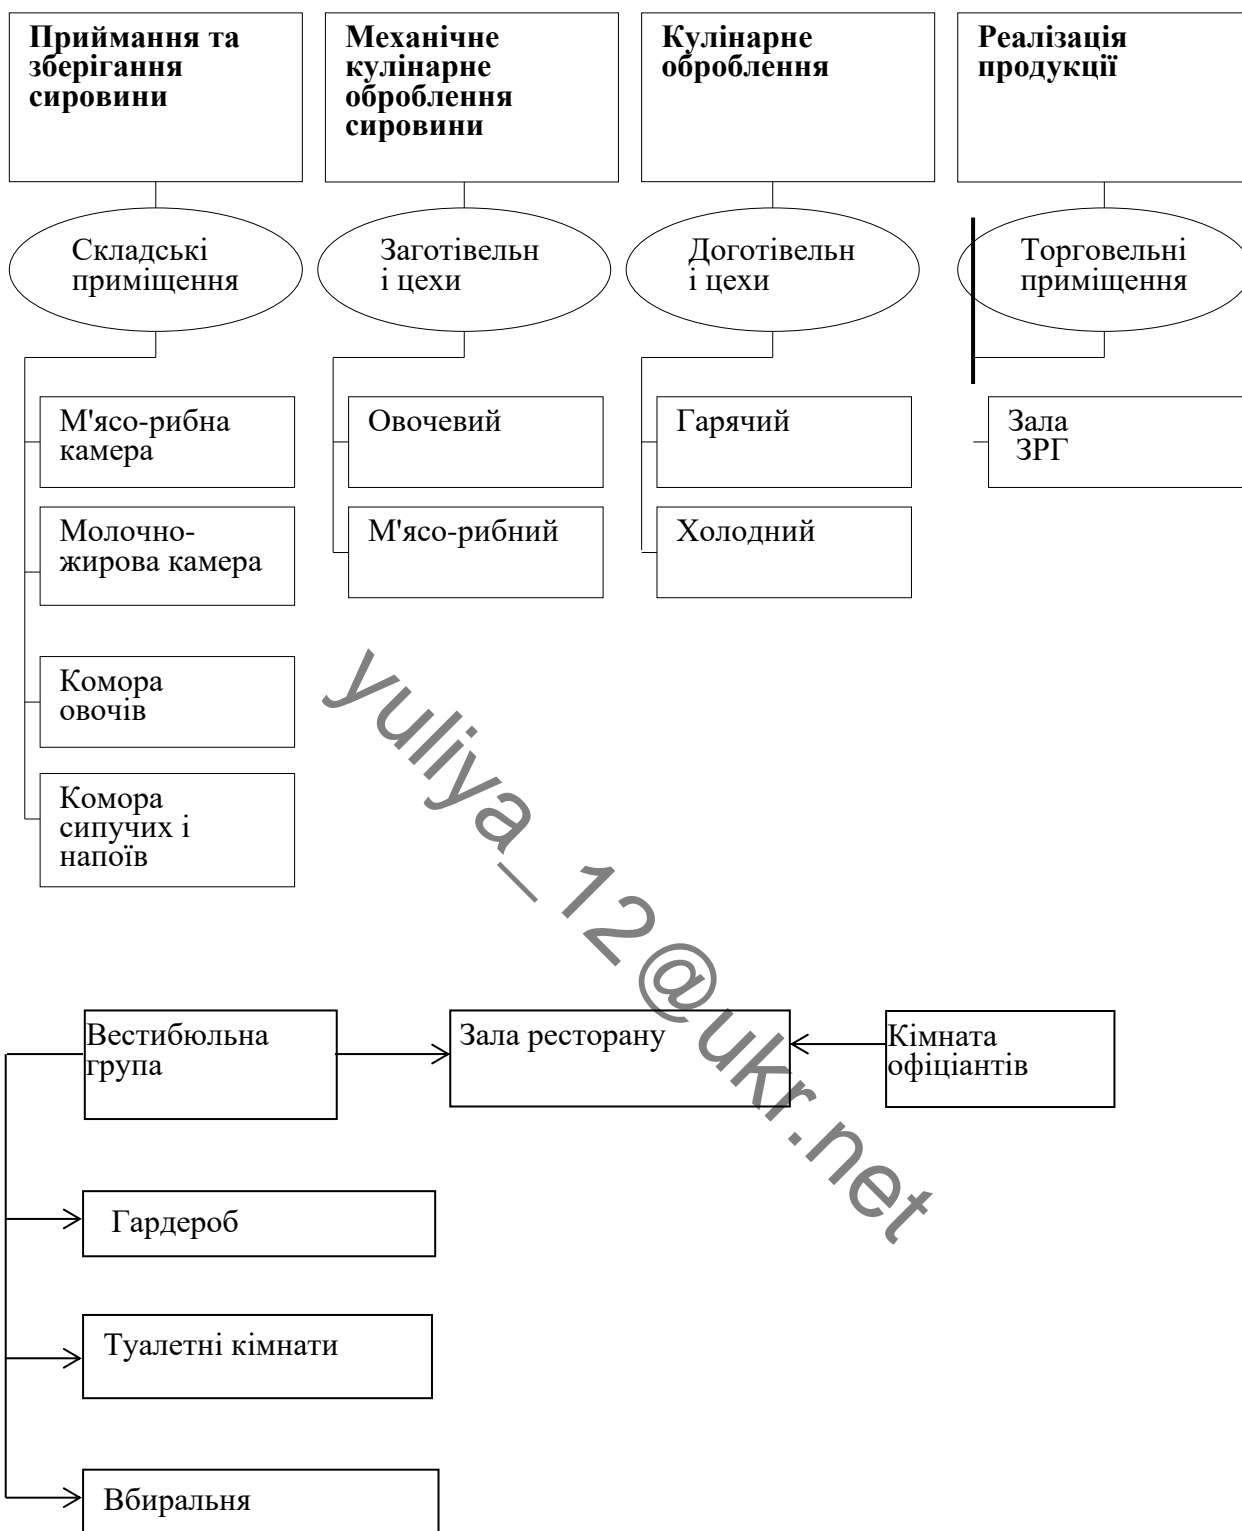 Приймання та
зберігання
сировини
Механічне
кулінарне
оброблення
сировини
Кулінарне
оброблення
Реалізація
продукції
Складські
приміщення
Заготівельн
і цехи
Доготівельн
і цехи
Торговельні
приміщення
М'ясо-рибна
камера
Овочевий
Гарячий
Зала
ЗРГ
Молочно-
жирова камера
М'ясо-рибний
Холодний
Комора
овочів
Комора
сипучих і
напоїв
yuliya_12@ukr.net
Вестибюльна
група
Зала ресторану
Кімната
офіціантів
Гардероб
Туалетні кімнати
Вбиральня